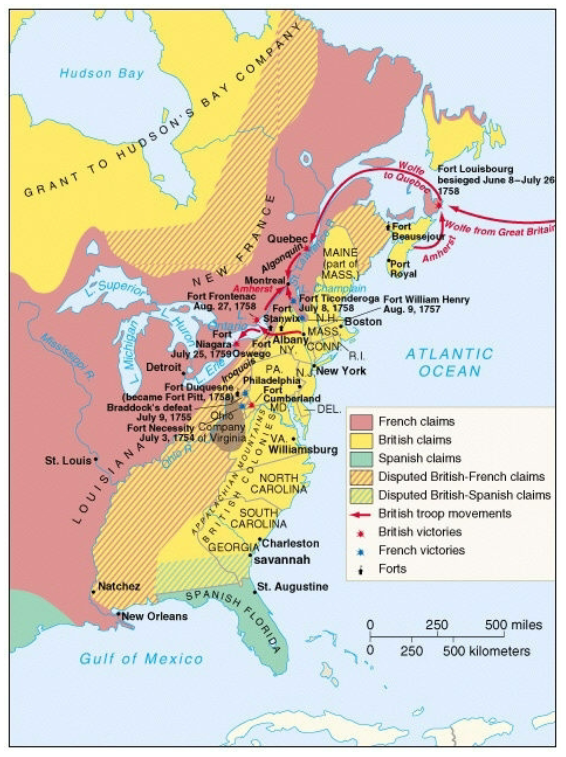 Hudson Bay
GRANT TO HUDSON'S BAY COMPANY
Wolfe
to Quebec
Fort Louisbourg
besieged June 8–July 26
1758
Wolfe from Great Britain
Amherst
Fort
Beausejour
Port
Royal
NEW FRANCE
Quebec
Algonquin
St. Lawrence R.
MAINE
(part of
MASS.)
Montreal
Amherst
Champlain
L. Superior
Fort Frontenac
Aug. 27, 1758
Fort Ticonderoga
July 8, 1758
Fort William Henry
Aug. 9, 1757
Fort
Stanwix
N.H.
Boston
L. Huron
Ontario
L. Michigan
Mississippi R.
Fort
Niagara
July 25, 1759
Fort
Oswego
Albany
MASS.
NY.
CONN.
R.I.
Erie
Iroquois
Detroit
ATLANTIC
OCEAN
PA.
N.J.
New York
Philadelphia
Fort Duquesne
(became Fort Pitt, 1758)
Fort
Cumberland
Braddock's defeat
July 9, 1755
MD.
DEL.
Fort Necessity
July 3, 1754
Ohio
Company
of Virginia
VA.
Williamsburg
Ohio R.
St. Louis
LOUISIANA
APPALACHIAN MOUNTAINS
BRITISH COLONIES
NORTH
CAROLINA
SOUTH
CAROLINA
GEORGIA
Charleston
savannah
St. Augustine
SPANISH FLORIDA
Natchez
New Orleans
Gulf of Mexico
French claims
British claims
Spanish claims
Disputed British-French claims
Disputed British-Spanish claims
British troop movements
British victories
French victories
Forts
0 250 500 miles
0 250 500 kilometers